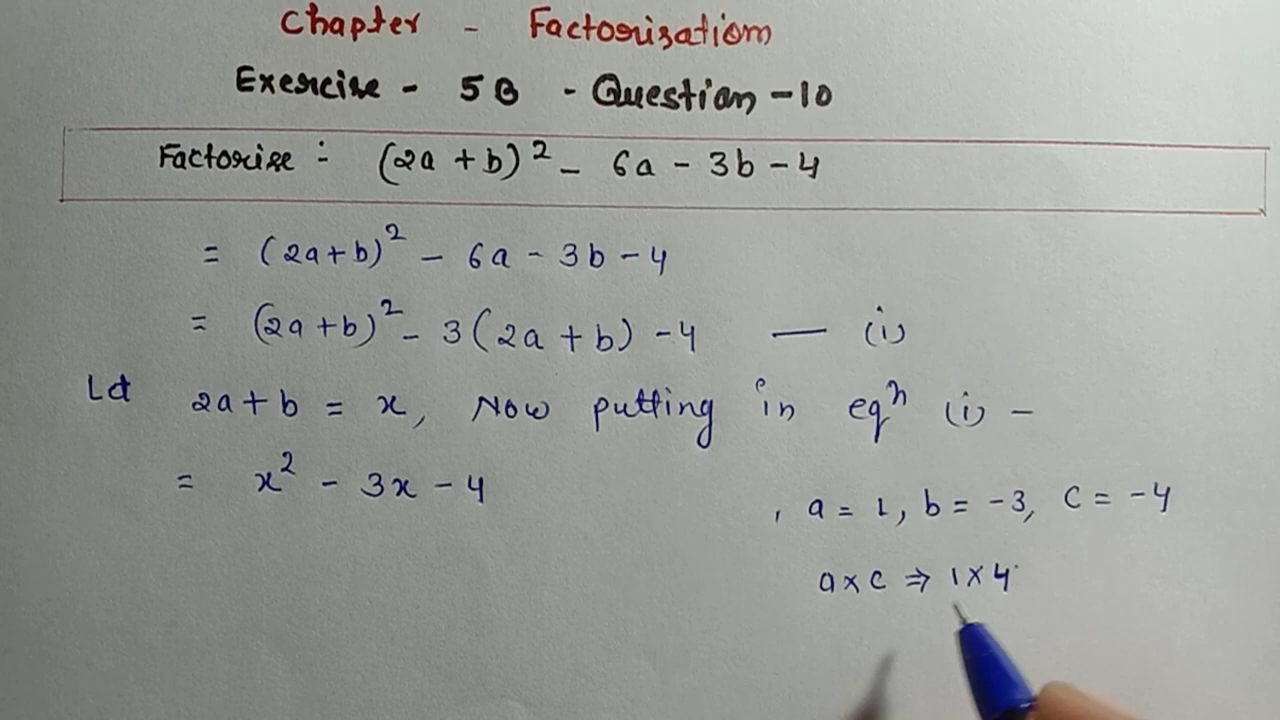 Chapter - Factorisation
Exercise - 5B - Question - 10
Factorise :- (2a + b)² - 6a - 3b - 4
= (2a+b)² - 6a - 3b - 4
= (2a+b)² - 3(2a + b) - 4 — (i)
Let 2a+b = x, Now putting in eqⁿ (i) -
= x² - 3x - 4
, a = 1, b = -3, c = -4
a×c ⇒ 1×4